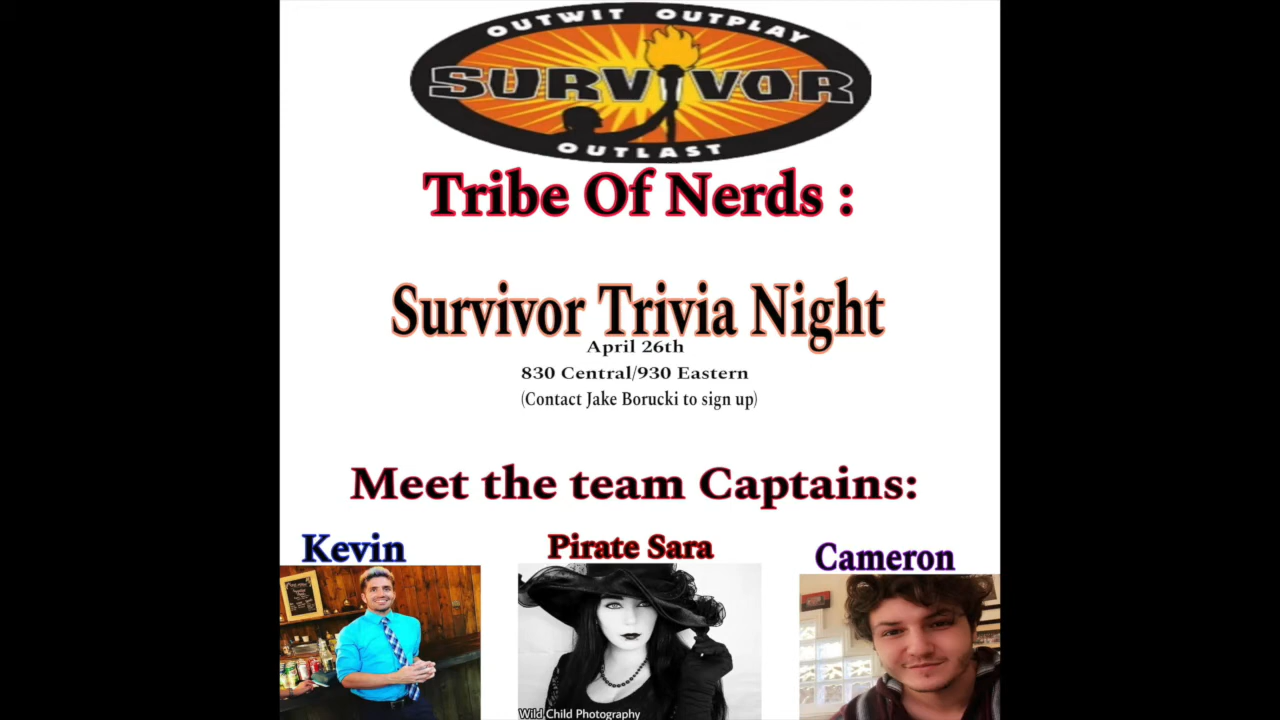 OUTWIT OUTPLAY
SURVIVOR
OUTLAST
Tribe Of Nerds :
Survivor Trivia Night
April 26th
830 Central/930 Eastern
(Contact Jake Borucki to sign up)
Meet the team Captains:
Kevin
Pirate Sara
Cameron
Wild Child Photography